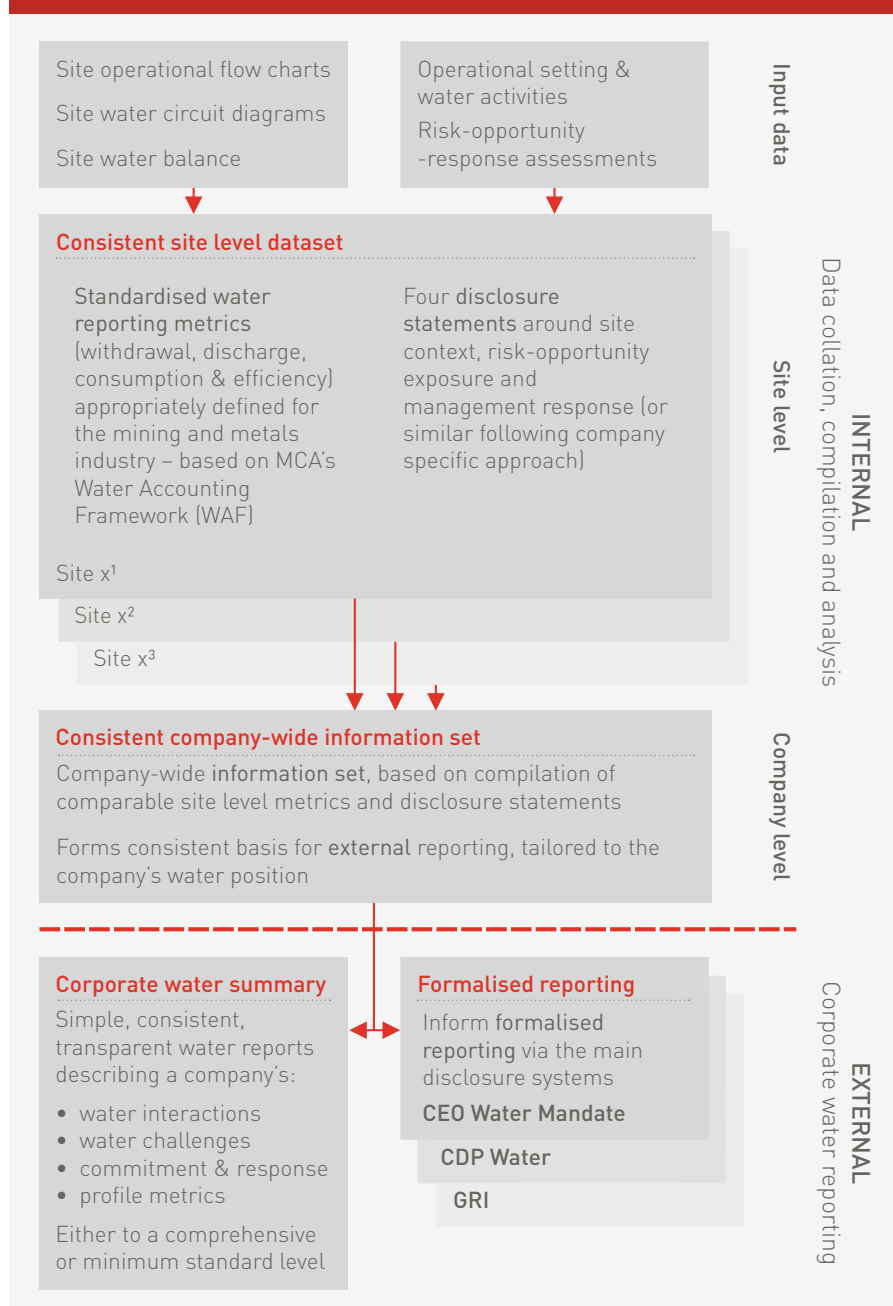 Site operational flow charts
Site water circuit diagrams
Site water balance
Operational setting &
water activities
Risk-opportunity
-response assessments
Input data
Consistent site level dataset
Standardised water
reporting metrics
(withdrawal, discharge,
consumption & efficiency)
appropriately defined for
the mining and metals
industry – based on MCA’s
Water Accounting
Framework (WAF)
Four disclosure
statements around site
context, risk-opportunity
exposure and
management response (or
similar following company
specific approach)
Site x¹
Site x²
Site x³
Site level
Consistent company-wide information set
Company-wide information set, based on compilation of
comparable site level metrics and disclosure statements
Forms consistent basis for external reporting, tailored to the
company’s water position
Company level
INTERNAL
Data collation, compilation and analysis
Corporate water summary
Simple, consistent,
transparent water reports
describing a company’s:
• water interactions
• water challenges
• commitment & response
• profile metrics
Either to a comprehensive
or minimum standard level
Formalised reporting
Inform formalised
reporting via the main
disclosure systems
CEO Water Mandate
CDP Water
GRI
EXTERNAL
Corporate water reporting